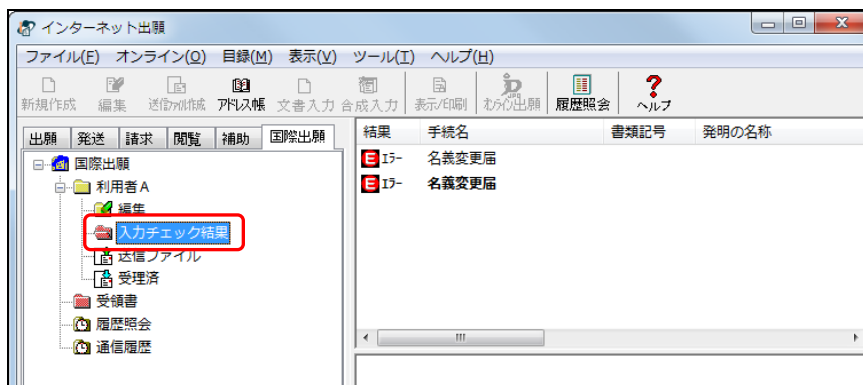 インターネット出願
ファイル(F) オンライン(O) 目録(M) 表示(V) ツール(T) ヘルプ(H)
新規作成 編集 送信ﾌｧｲﾙ作成 ｱﾄﾞﾚｽ帳 文書入力 合成入力 表示/印刷 ｵﾝﾗｲﾝ出願 履歴照会 ヘルプ
出願 発送 請求 閲覧 補助 国際出願
結果 手続名 書類記号 発明の名称
E ｴﾗｰ 名義変更届
E ｴﾗｰ 名義変更届
国際出願
利用者A
編集
入力チェック結果
送信ファイル
受理済
受領書
履歴照会
通信履歴